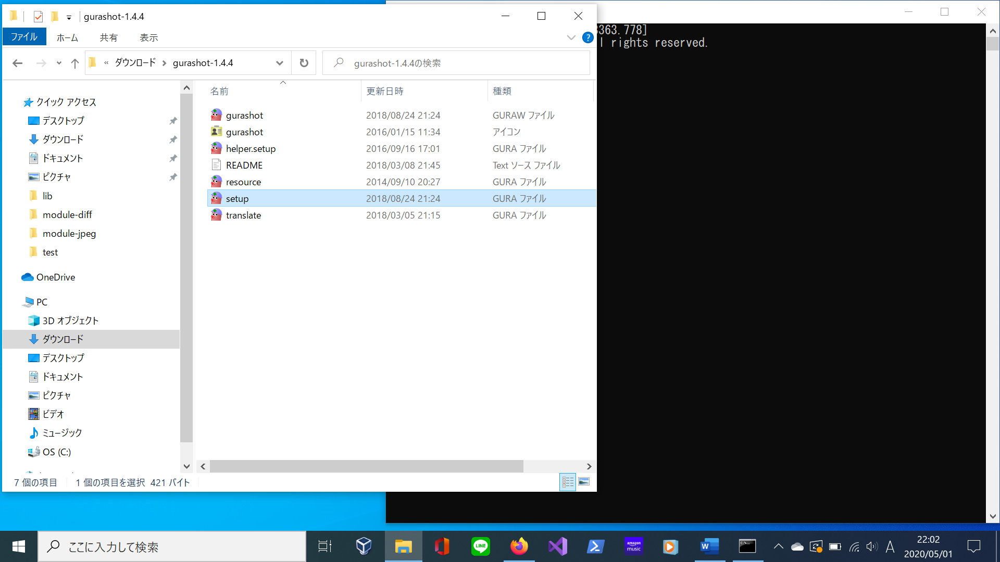 gurashot-1.4.4
ファイル ホーム 共有 表示
« ダウンロード gurashot-1.4.4
gurashot-1.4.4の検索
名前 更新日時 種類
gurashot 2018/08/24 21:24 GURAW ファイル
gurashot 2016/01/15 11:34 アイコン
helper.setup 2016/09/16 17:01 GURA ファイル
README 2018/03/08 21:45 Text ソース ファイル
resource 2014/09/10 20:27 GURA ファイル
setup 2018/08/24 21:24 GURA ファイル
translate 2018/03/05 21:15 GURA ファイル
クイック アクセス
デスクトップ
ダウンロード
ドキュメント
ピクチャ
lib
module-diff
module-jpeg
test
OneDrive
PC
3D オブジェクト
ダウンロード
デスクトップ
ドキュメント
ピクチャ
ビデオ
ミュージック
OS (C:)
7 個の項目 1 個の項目を選択 421 バイト
3363.778]
l rights reserved.
ここに入力して検索
LINE
amazon music
W
C:\
A
22:02
2020/05/01